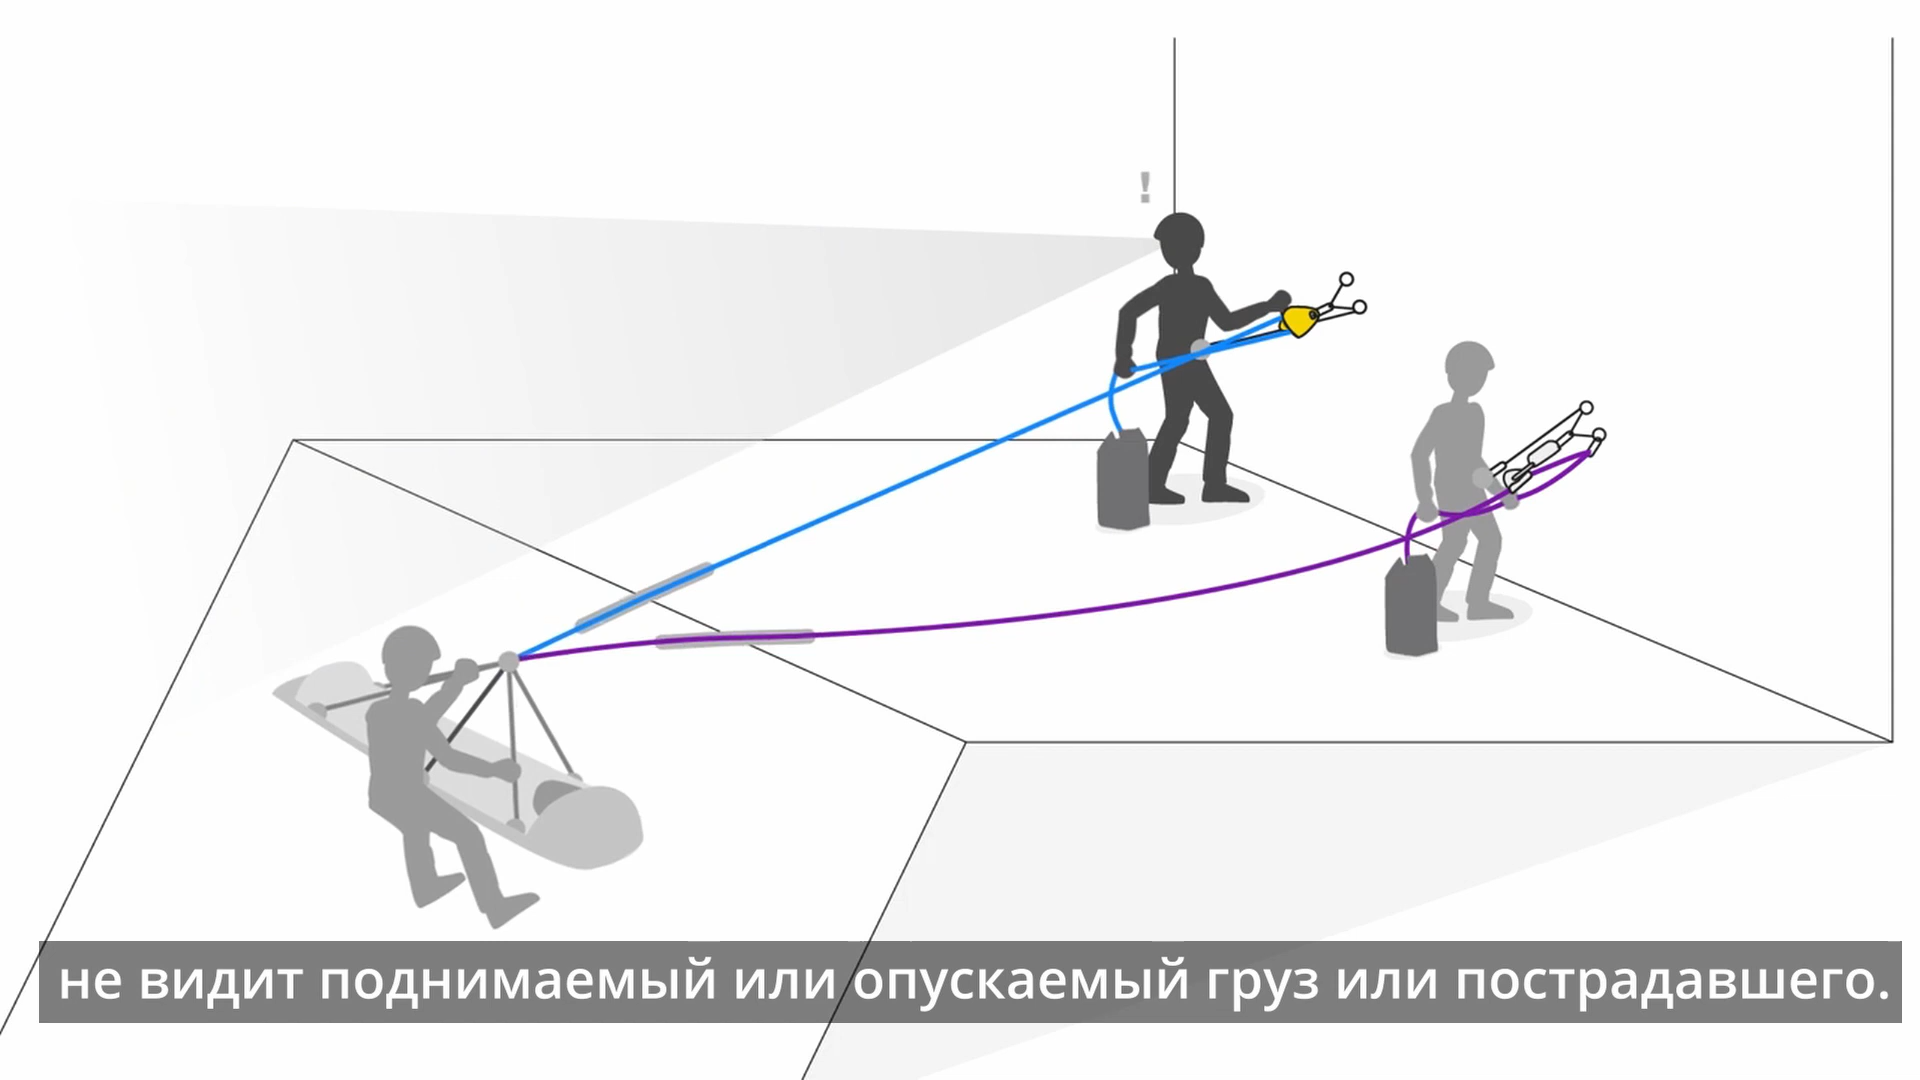 !
не видит поднимаемый или опускаемый груз или пострадавшего.